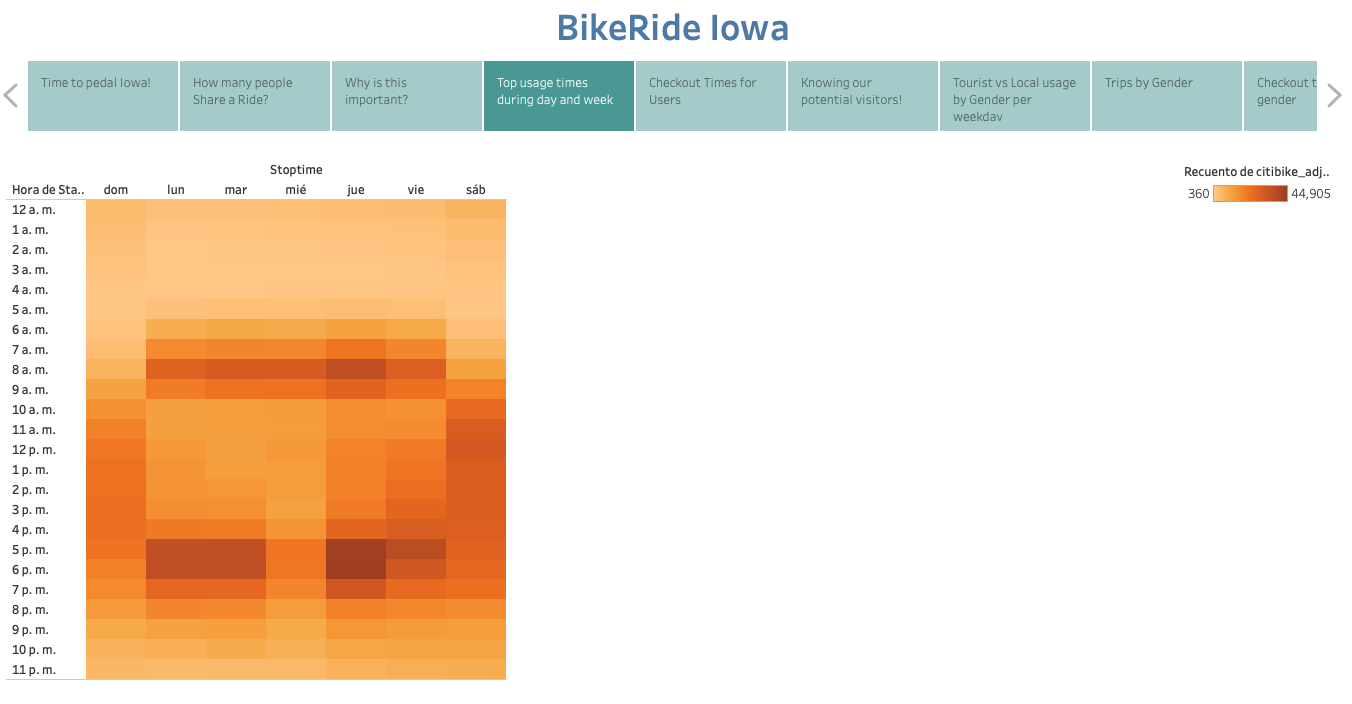 BikeRide Iowa
Time to pedal Iowa!
How many people
Share a Ride?
Why is this
important?
Top usage times
during day and week
Checkout Times for
Users
Knowing our
potential visitors!
Tourist vs Local usage
by Gender per
weekday
Trips by Gender
Checkout t
gender
Stoptime
Hora de Sta.. dom lun mar mié jue vie sáb
12 a. m.
1 a. m.
2 a. m.
3 a. m.
4 a. m.
5 a. m.
6 a. m.
7 a. m.
8 a. m.
9 a. m.
10 a. m.
11 a. m.
12 p. m.
1 p. m.
2 p. m.
3 p. m.
4 p. m.
5 p. m.
6 p. m.
7 p. m.
8 p. m.
9 p. m.
10 p. m.
11 p. m.
Recuento de citibike_adj..
360 44,905